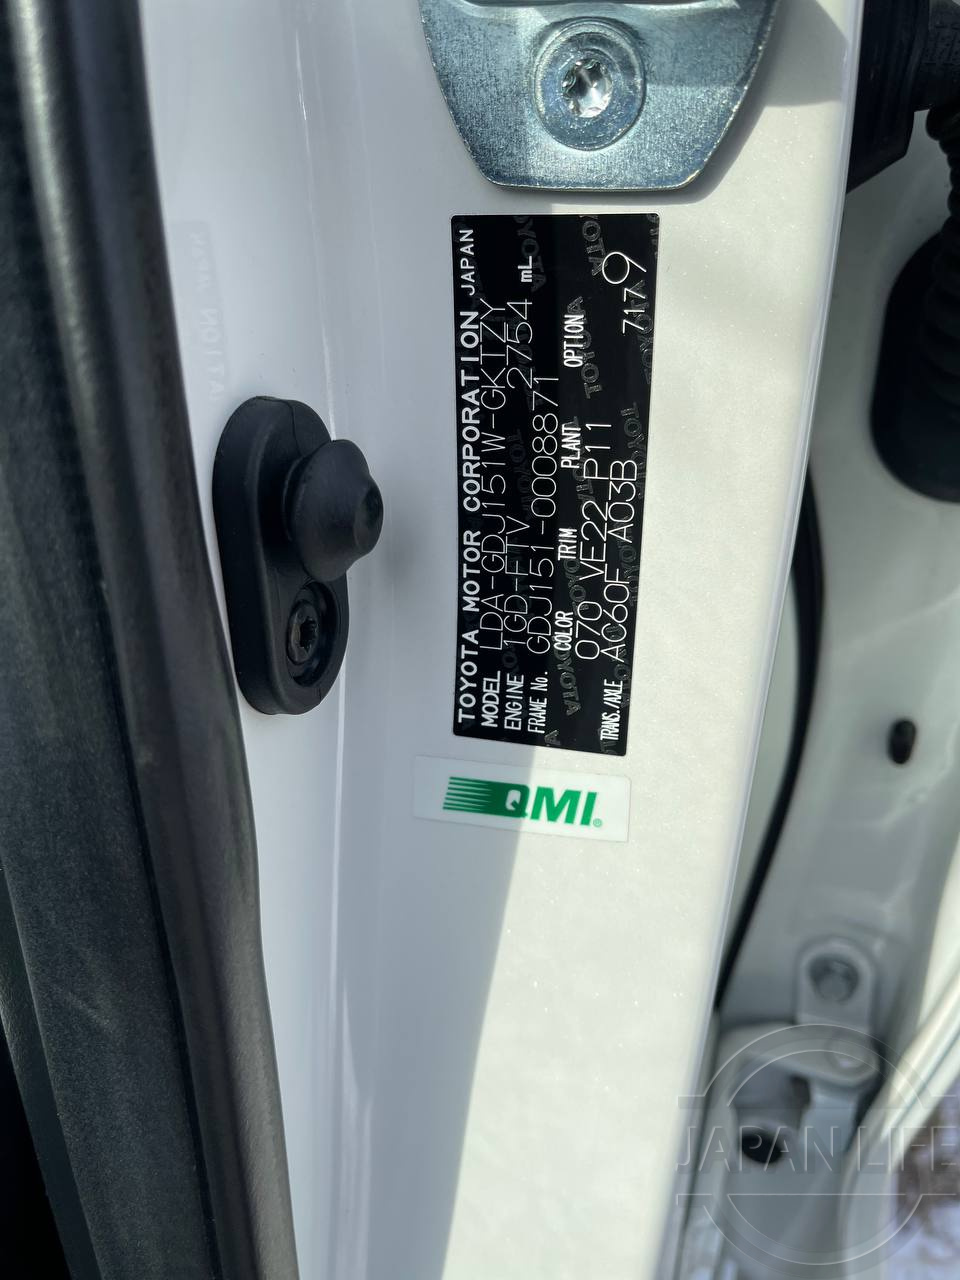 TOYOTA MOTOR CORPORATION JAPAN
MODEL LDA-GDJ151W-GKTZY
ENGINE 1GD-FTV 2754 mL
FRAME No. GDJ151-0008871
COLOR TRIM PLANT OPTION
070 VE22 P11
TRANS./AXLE AC60F A03B 7179
QMI
JAPAN LIFE